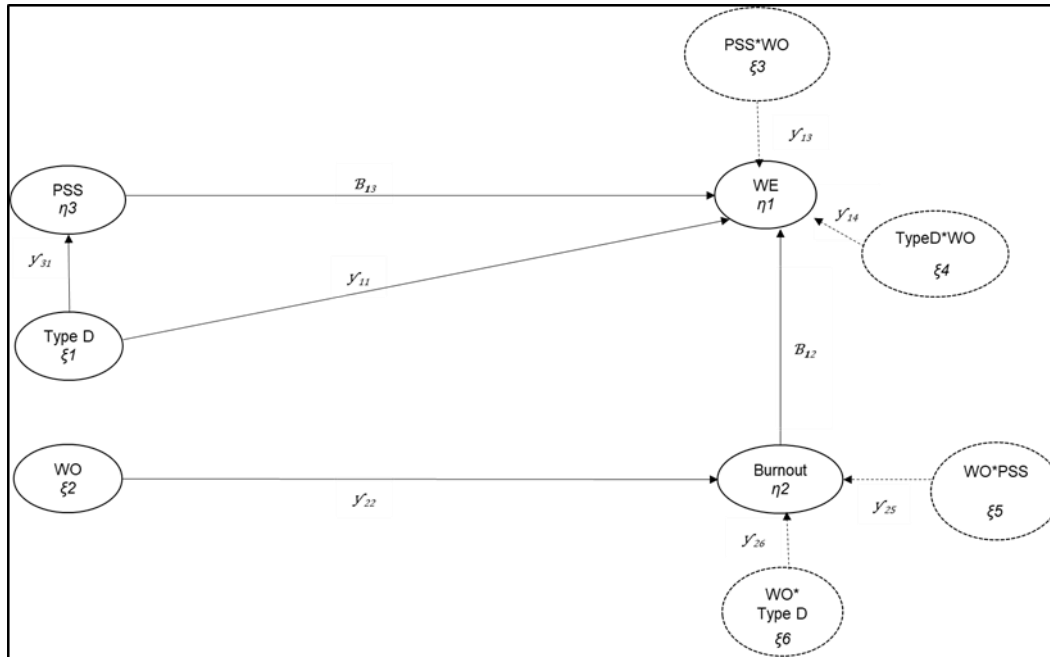 PSS*WO
ξ3
𝛾13
PSS
η3
B13
WE
η1
𝛾14
TypeD*WO
ξ4
𝛾31
𝛾11
Type D
ξ1
B12
WO
ξ2
𝛾22
Burnout
η2
𝛾25
WO*PSS
ξ5
𝛾26
WO*
Type D
ξ6